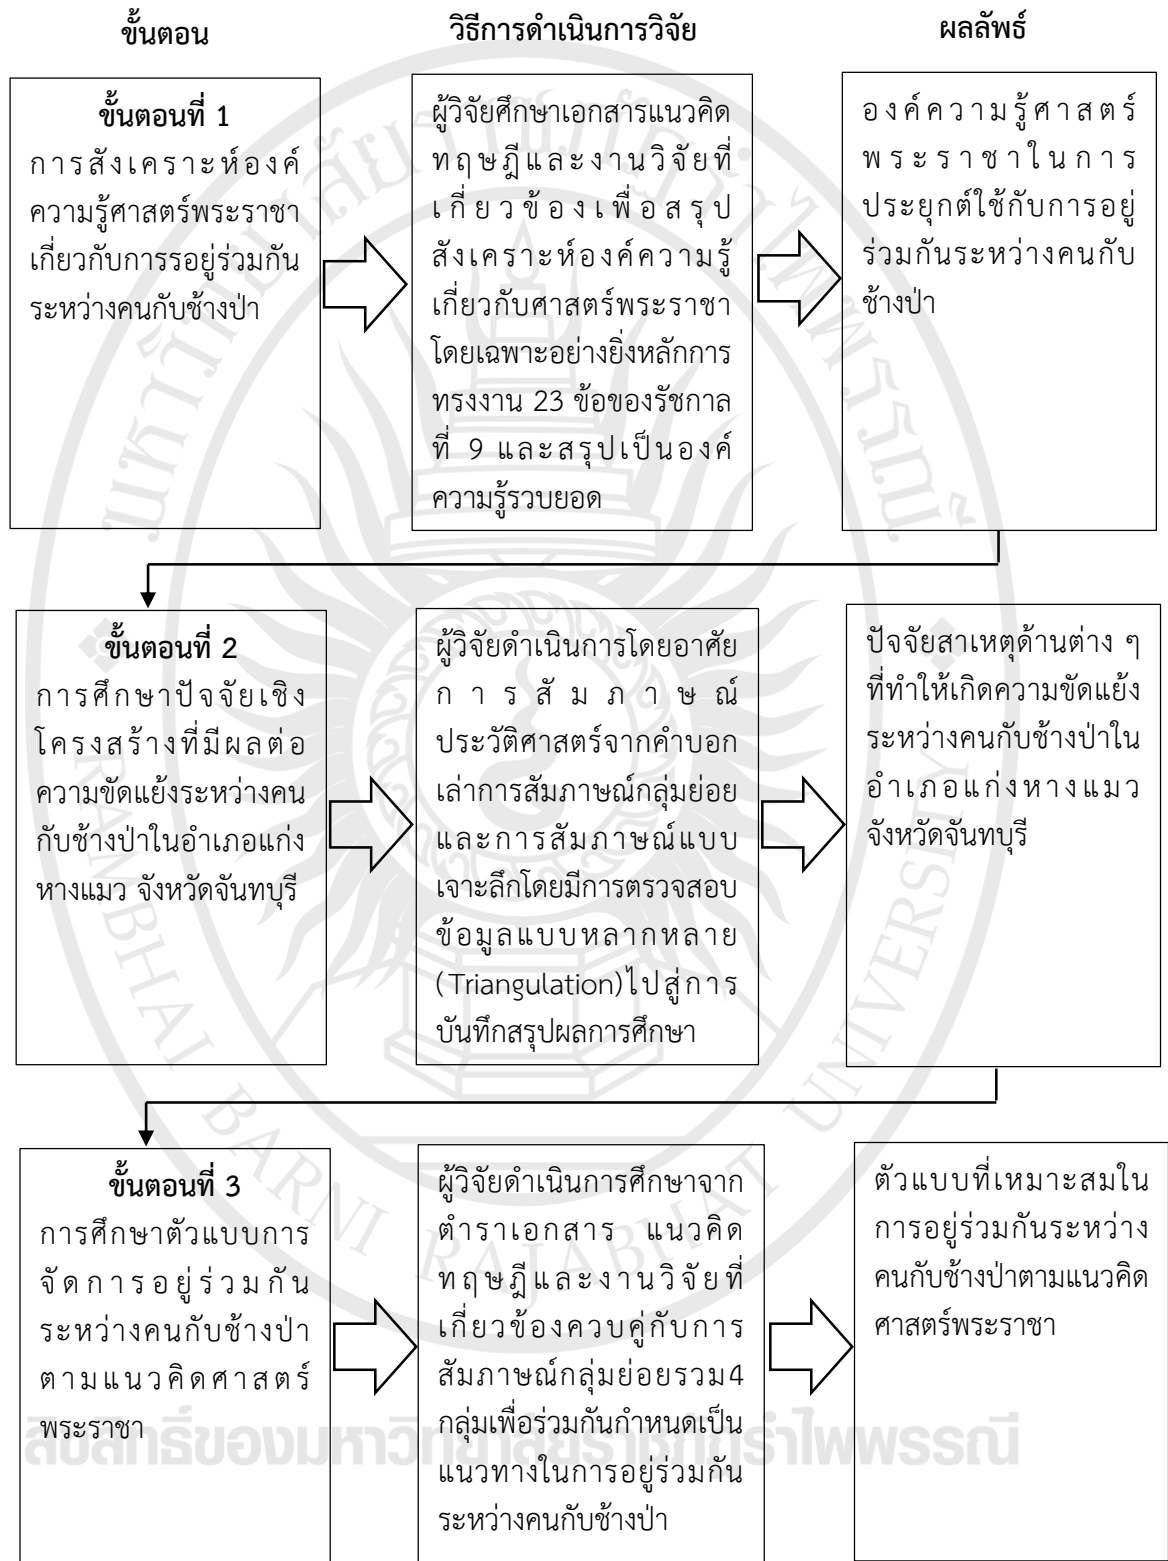 ขั้นตอน
วิธีการดำเนินการวิจัย
ผลลัพธ์
ขั้นตอนที่ 1
การสังเคราะห์องค์
ความรู้ศาสตร์พระราชา
เกี่ยวกับการรอยู่ร่วมกัน
ระหว่างคนกับช้างป่า
ผู้วิจัยศึกษาเอกสารแนวคิด
ทฤษฎีและงานวิจัยที่
เกี่ยวข้องเพื่อสรุป
สังเคราะห์องค์ความรู้
เกี่ยวกับศาสตร์พระราชา
โดยเฉพาะอย่างยิ่งหลักการ
ทรงงาน 23 ข้อของรัชกาล
ที่ 9 และสรุปเป็นองค์
ความรู้รวบยอด
องค์ความรู้ศาสตร์
พระราชาในการ
ประยุกต์ใช้กับการอยู่
ร่วมกันระหว่างคนกับ
ช้างป่า
ขั้นตอนที่ 2
การศึกษาปัจจัยเชิง
โครงสร้างที่มีผลต่อ
ความขัดแย้งระหว่างคน
กับช้างป่าในอำเภอแก่ง
หางแมว จังหวัดจันทบุรี
ผู้วิจัยดำเนินการโดยอาศัย
การสัมภาษณ์
ประวัติศาสตร์จากคำบอก
เล่าการสัมภาษณ์กลุ่มย่อย
และการสัมภาษณ์แบบ
เจาะลึกโดยมีการตรวจสอบ
ข้อมูลแบบหลากหลาย
(Triangulation)ไปสู่การ
บันทึกสรุปผลการศึกษา
ปัจจัยสาเหตุด้านต่าง ๆ
ที่ทำให้เกิดความขัดแย้ง
ระหว่างคนกับช้างป่าใน
อำเภอแก่งหางแมว
จังหวัดจันทบุรี
ขั้นตอนที่ 3
การศึกษาตัวแบบการ
จัดการอยู่ร่วมกัน
ระหว่างคนกับช้างป่า
ตามแนวคิดศาสตร์
พระราชา
ผู้วิจัยดำเนินการศึกษาจาก
ตำราเอกสาร แนวคิด
ทฤษฎีและงานวิจัยที่
เกี่ยวข้องควบคู่กับการ
สัมภาษณ์กลุ่มย่อยรวม4
กลุ่มเพื่อร่วมกันกำหนดเป็น
แนวทางในการอยู่ร่วมกัน
ระหว่างคนกับช้างป่า
ตัวแบบที่เหมาะสมใน
การอยู่ร่วมกันระหว่าง
คนกับช้างป่าตามแนวคิด
ศาสตร์พระราชา
มหาวิทยาลัยราชภัฏรำไพพรรณี
RAMBHAI BARNI RAJABHAT UNIVERSITY
ลิขสิทธิ์ของมหาวิทยาลัยราชภัฏรำไพพรรณี